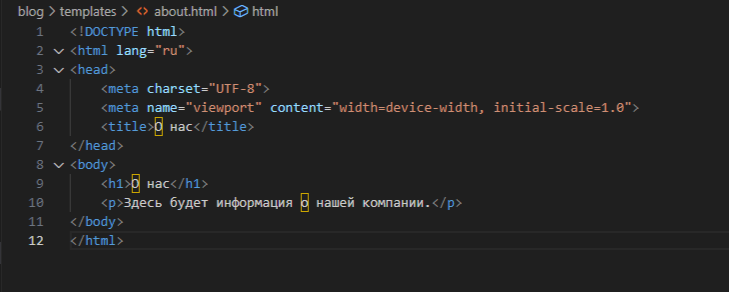 blog > templates > about.html > html
1 <!DOCTYPE html>
2 <html lang="ru">
3 <head>
4 <meta charset="UTF-8">
5 <meta name="viewport" content="width=device-width, initial-scale=1.0">
6 <title>О нас</title>
7 </head>
8 <body>
9 <h1>О нас</h1>
10 <p>Здесь будет информация о нашей компании.</p>
11 </body>
12 </html>